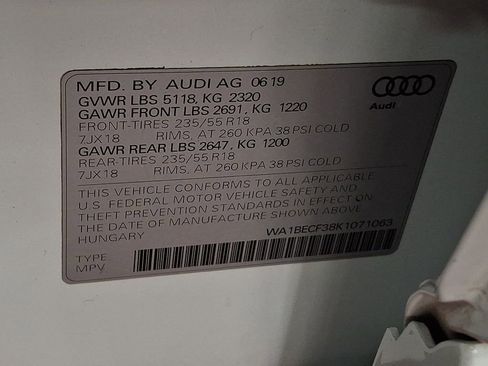 MFD. BY AUDI AG 06 19
GVWR LBS 5118, KG 2320
GAWR FRONT LBS 2691, KG 1220
FRONT-TIRES 235/55 R18
7JX18 RIMS, AT 260 KPA 38 PSI COLD
GAWR REAR LBS 2647, KG 1200
REAR-TIRES 235/55 R18
7JX18 RIMS, AT 260 KPA 38 PSI COLD
THIS VEHICLE CONFORMS TO ALL APPLICABLE
U.S. FEDERAL MOTOR VEHICLE SAFETY AND
THEFT PREVENTION STANDARDS IN EFFECT ON
THE DATE OF MANUFACTURE SHOWN ABOVE
HUNGARY
WA1BECF38K1071063
TYPE:
MPV
Audi